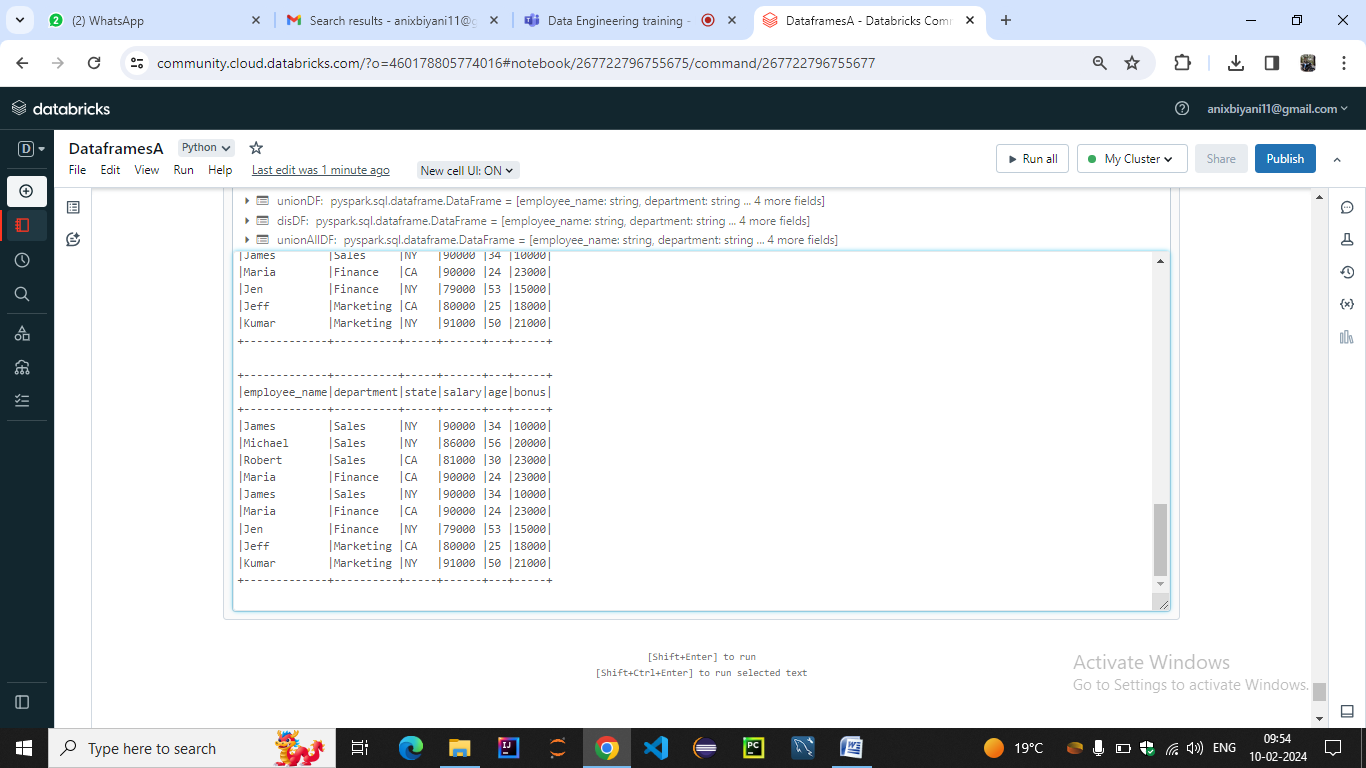 (2) WhatsApp
Search results - anixbiyani11@g
Data Engineering training -
DataframesA - Databricks Com
community.cloud.databricks.com/?o=460178805774016#notebook/267722796755675/command/267722796755677
databricks
anixbiyani11@gmail.com
D
DataframesA
Python
File Edit View Run Help
Last edit was 1 minute ago
New cell UI: ON
Run all
My Cluster
Share
Publish
unionDF: pyspark.sql.dataframe.DataFrame = [employee_name: string, department: string ... 4 more fields]
disDF: pyspark.sql.dataframe.DataFrame = [employee_name: string, department: string ... 4 more fields]
unionAllDF: pyspark.sql.dataframe.DataFrame = [employee_name: string, department: string ... 4 more fields]
|James        |Sales     |NY   |90000 |34 |10000|
|Maria        |Finance   |CA   |90000 |24 |23000|
|Jen          |Finance   |NY   |79000 |53 |15000|
|Jeff         |Marketing |CA   |80000 |25 |18000|
|Kumar        |Marketing |NY   |91000 |50 |21000|
+-------------+----------+-----+------+---+-----+
+-------------+----------+-----+------+---+-----+
|employee_name|department|state|salary|age|bonus|
+-------------+----------+-----+------+---+-----+
|James        |Sales     |NY   |90000 |34 |10000|
|Michael      |Sales     |NY   |86000 |56 |20000|
|Robert       |Sales     |CA   |81000 |30 |23000|
|Maria        |Finance   |CA   |90000 |24 |23000|
|James        |Sales     |NY   |90000 |34 |10000|
|Maria        |Finance   |CA   |90000 |24 |23000|
|Jen          |Finance   |NY   |79000 |53 |15000|
|Jeff         |Marketing |CA   |80000 |25 |18000|
|Kumar        |Marketing |NY   |91000 |50 |21000|
+-------------+----------+-----+------+---+-----+
[Shift+Enter] to run
[Shift+Ctrl+Enter] to run selected text
Activate Windows
Go to Settings to activate Windows.
Type here to search
19°C
ENG
09:54
10-02-2024